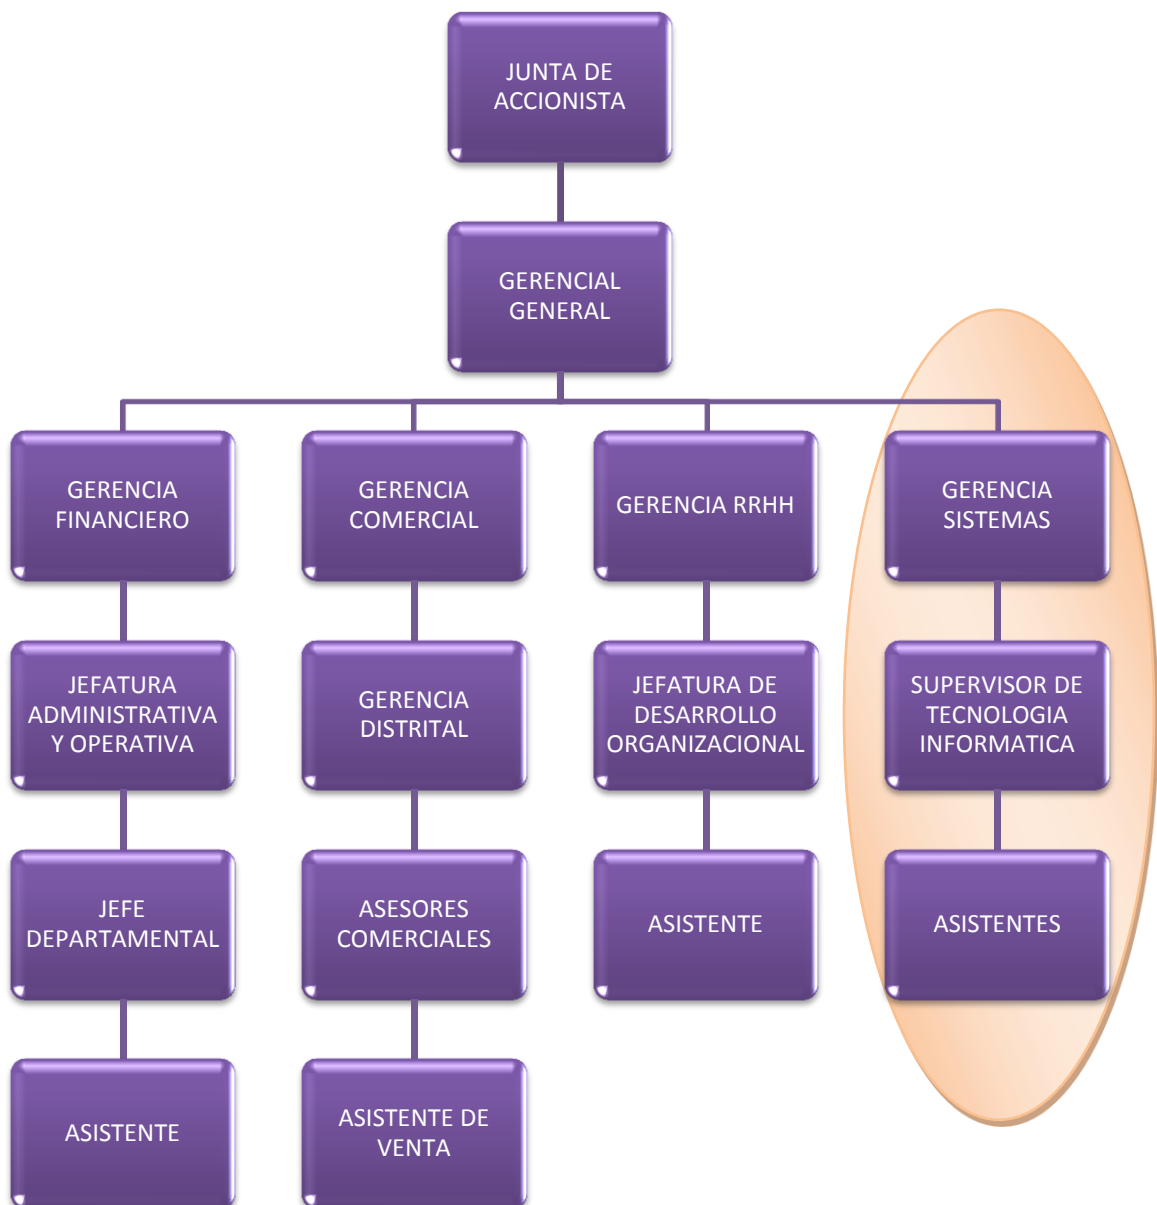 JUNTA DE
ACCIONISTA
GERENCIAL
GENERAL
GERENCIA
FINANCIERO
GERENCIA
COMERCIAL
GERENCIA RRHH
GERENCIA
SISTEMAS
JEFATURA
ADMINISTRATIVA
Y OPERATIVA
GERENCIA
DISTRITAL
JEFATURA DE
DESARROLLO
ORGANIZACIONAL
SUPERVISOR DE
TECNOLOGIA
INFORMATICA
JEFE
DEPARTAMENTAL
ASESORES
COMERCIALES
ASISTENTE
ASISTENTES
ASISTENTE
ASISTENTE DE
VENTA